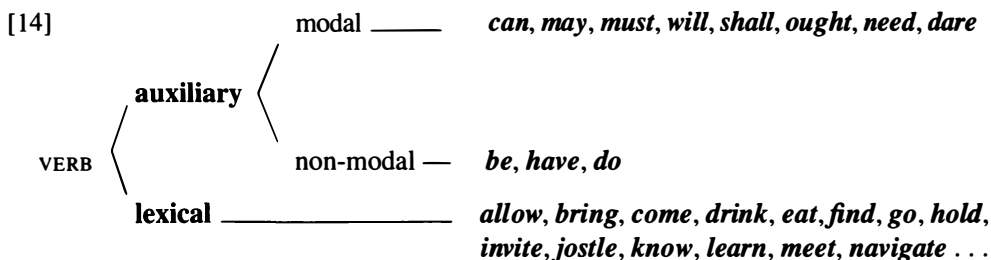 [14] modal can, may, must, will, shall, ought, need, dare
auxiliary
VERB non-modal be, have, do
lexical allow, bring, come, drink, eat, find, go, hold,
invite, jostle, know, learn, meet, navigate . . .